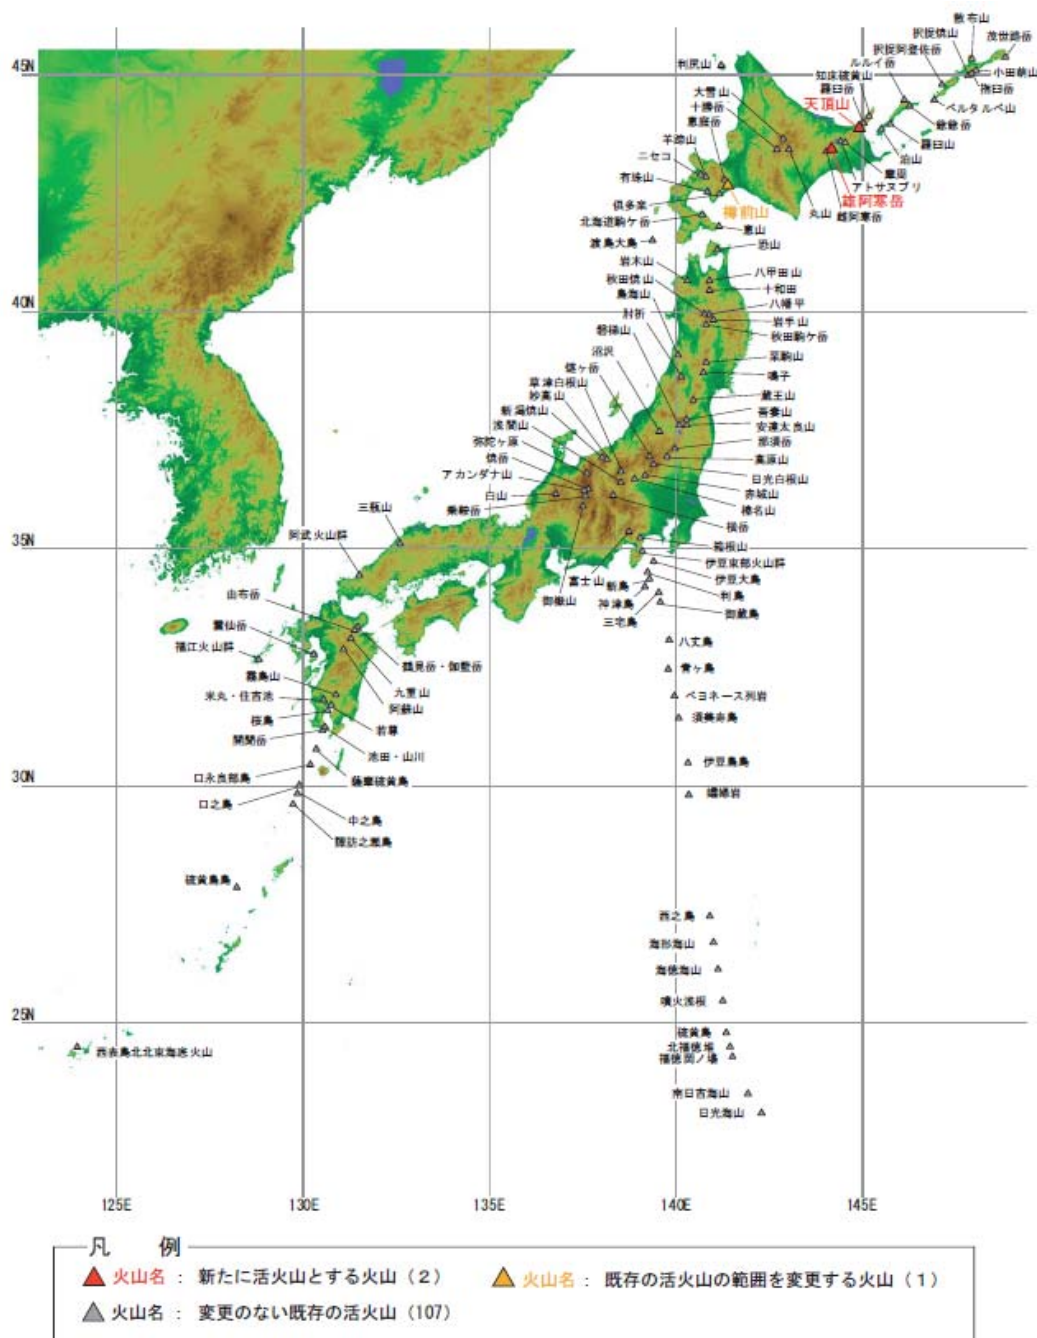 散布山
択捉焼山
茂世路岳
択捉阿登佐岳
ルルイ岳
小田萌山
指臼岳
45N
利尻山
知床硫黄山
羅臼岳
大雪山
天頂山
ベルタルベ山
十勝岳
爺爺岳
恵庭岳
羅臼山
泊山
羊蹄山
摩周
ニセコ
アトサヌプリ
有珠山
雄阿寒岳
丸山
倶多楽
樽前山
雌阿寒岳
北海道駒ケ岳
恵山
渡島大島
恐山
岩木山
八甲田山
秋田焼山
十和田
鳥海山
八幡平
40N
肘折
岩手山
磐梯山
秋田駒ケ岳
沼沢
栗駒山
燧ヶ岳
鳴子
草津白根山
妙高山
蔵王山
新潟焼山
吾妻山
浅間山
安達太良山
弥陀ヶ原
那須岳
焼岳
高原山
アカンダナ山
日光白根山
白山
赤城山
乗鞍岳
榛名山
三瓶山
横岳
阿武火山群
箱根山
35N
伊豆東部火山群
富士山
伊豆大島
新島
利島
由布岳
御嶽山
神津島
御蔵島
三宅島
雲仙岳
八丈島
福江火山群
鶴見岳・伽藍岳
霧島山
九重山
青ヶ島
米丸・住吉池
阿蘇山
ベヨネース列岩
桜島
若尊
須美寿島
開聞岳
池田・山川
伊豆鳥島
口永良部島
薩摩硫黄島
30N
口之島
孀婦岩
中之島
諏訪之瀬島
硫黄鳥島
西之島
海形海山
海徳海山
噴火浅根
25N
硫黄島
西表島北北東海底火山
北福徳堆
福徳岡ノ場
南日吉海山
日光海山
125E 130E 135E 140E 145E
凡 例
火山名 : 新たに活火山とする火山（２） 火山名 : 既存の活火山の範囲を変更する火山（１）
火山名 : 変更のない既存の活火山（107）